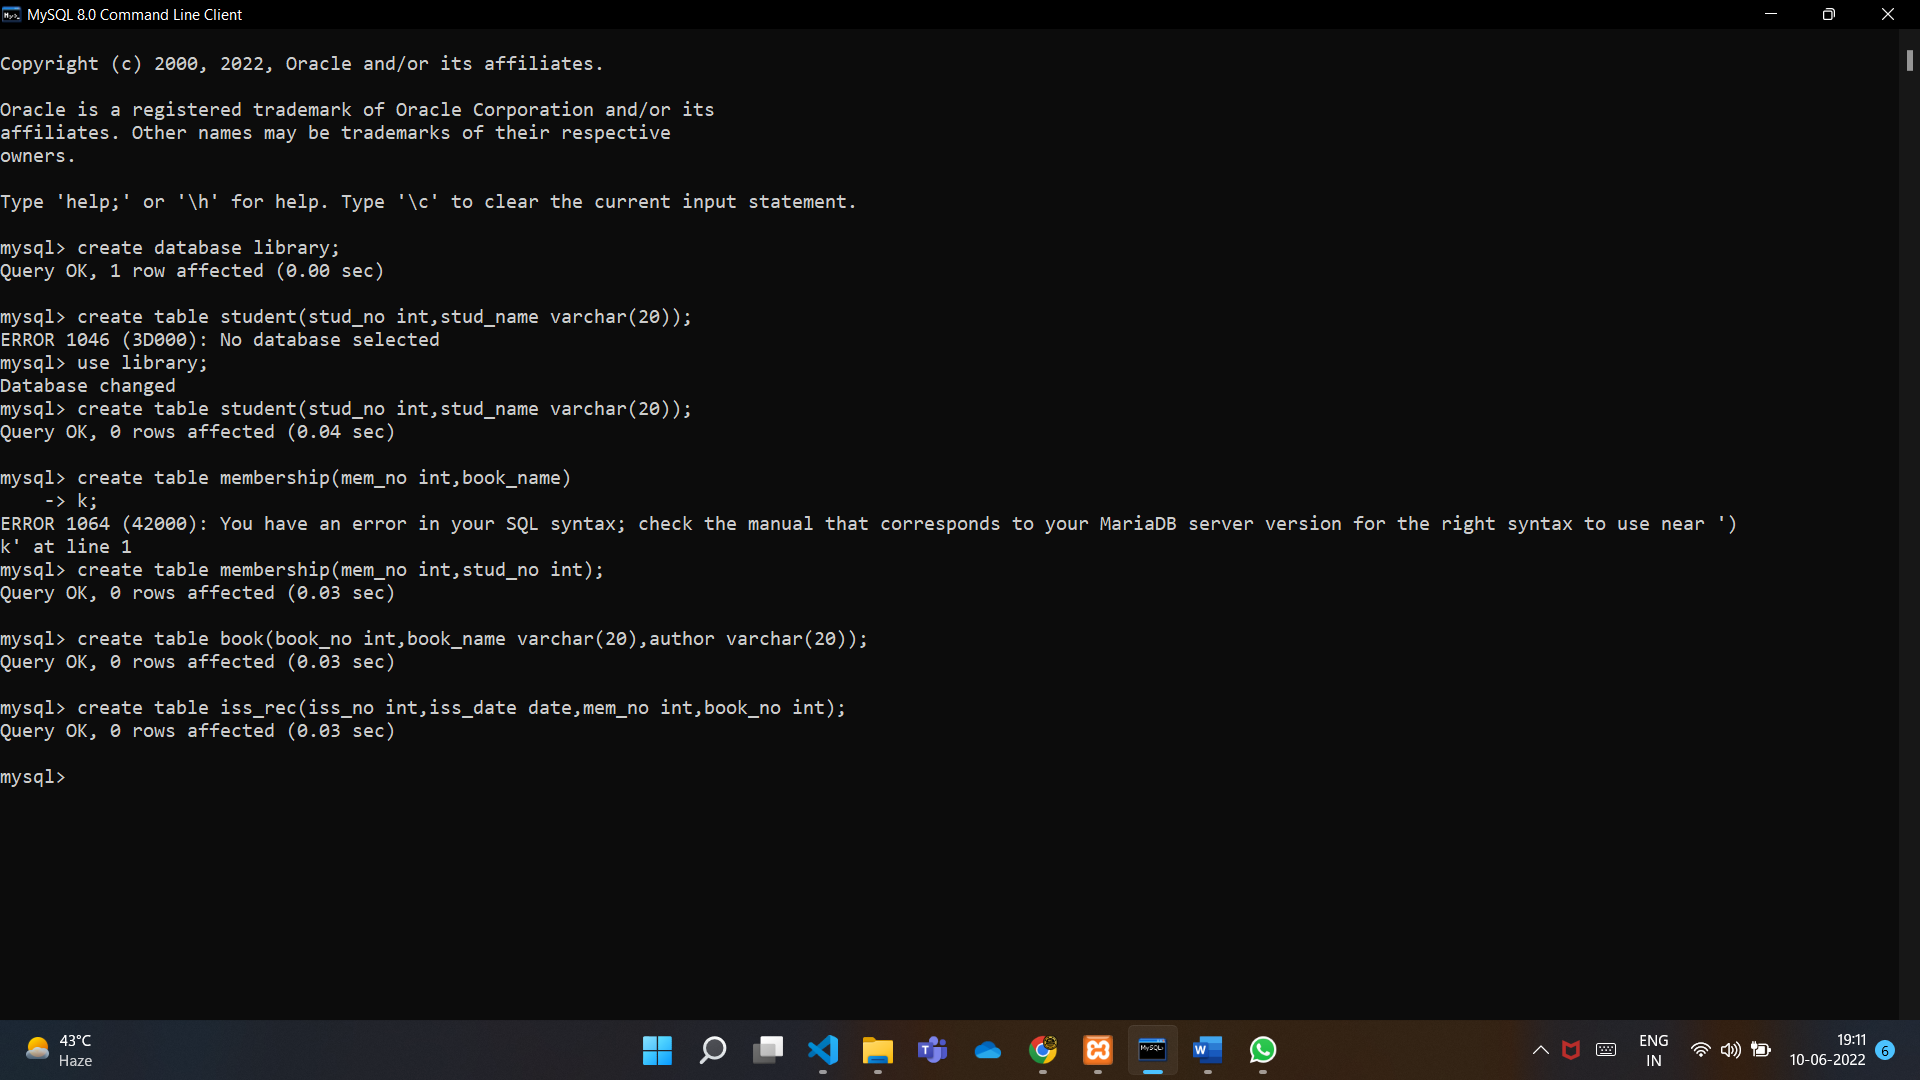 MySQL 8.0 Command Line Client
Copyright (c) 2000, 2022, Oracle and/or its affiliates.
Oracle is a registered trademark of Oracle Corporation and/or its
affiliates. Other names may be trademarks of their respective
owners.
Type 'help;' or '\h' for help. Type '\c' to clear the current input statement.
mysql> create database library;
Query OK, 1 row affected (0.00 sec)
mysql> create table student(stud_no int,stud_name varchar(20));
ERROR 1046 (3D000): No database selected
mysql> use library;
Database changed
mysql> create table student(stud_no int,stud_name varchar(20));
Query OK, 0 rows affected (0.04 sec)
mysql> create table membership(mem_no int,book_name)
    -> k;
ERROR 1064 (42000): You have an error in your SQL syntax; check the manual that corresponds to your MariaDB server version for the right syntax to use near ')
k' at line 1
mysql> create table membership(mem_no int,stud_no int);
Query OK, 0 rows affected (0.03 sec)
mysql> create table book(book_no int,book_name varchar(20),author varchar(20));
Query OK, 0 rows affected (0.03 sec)
mysql> create table iss_rec(iss_no int,iss_date date,mem_no int,book_no int);
Query OK, 0 rows affected (0.03 sec)
mysql>
43°C
Haze
ENG
IN
19:11
10-06-2022
6